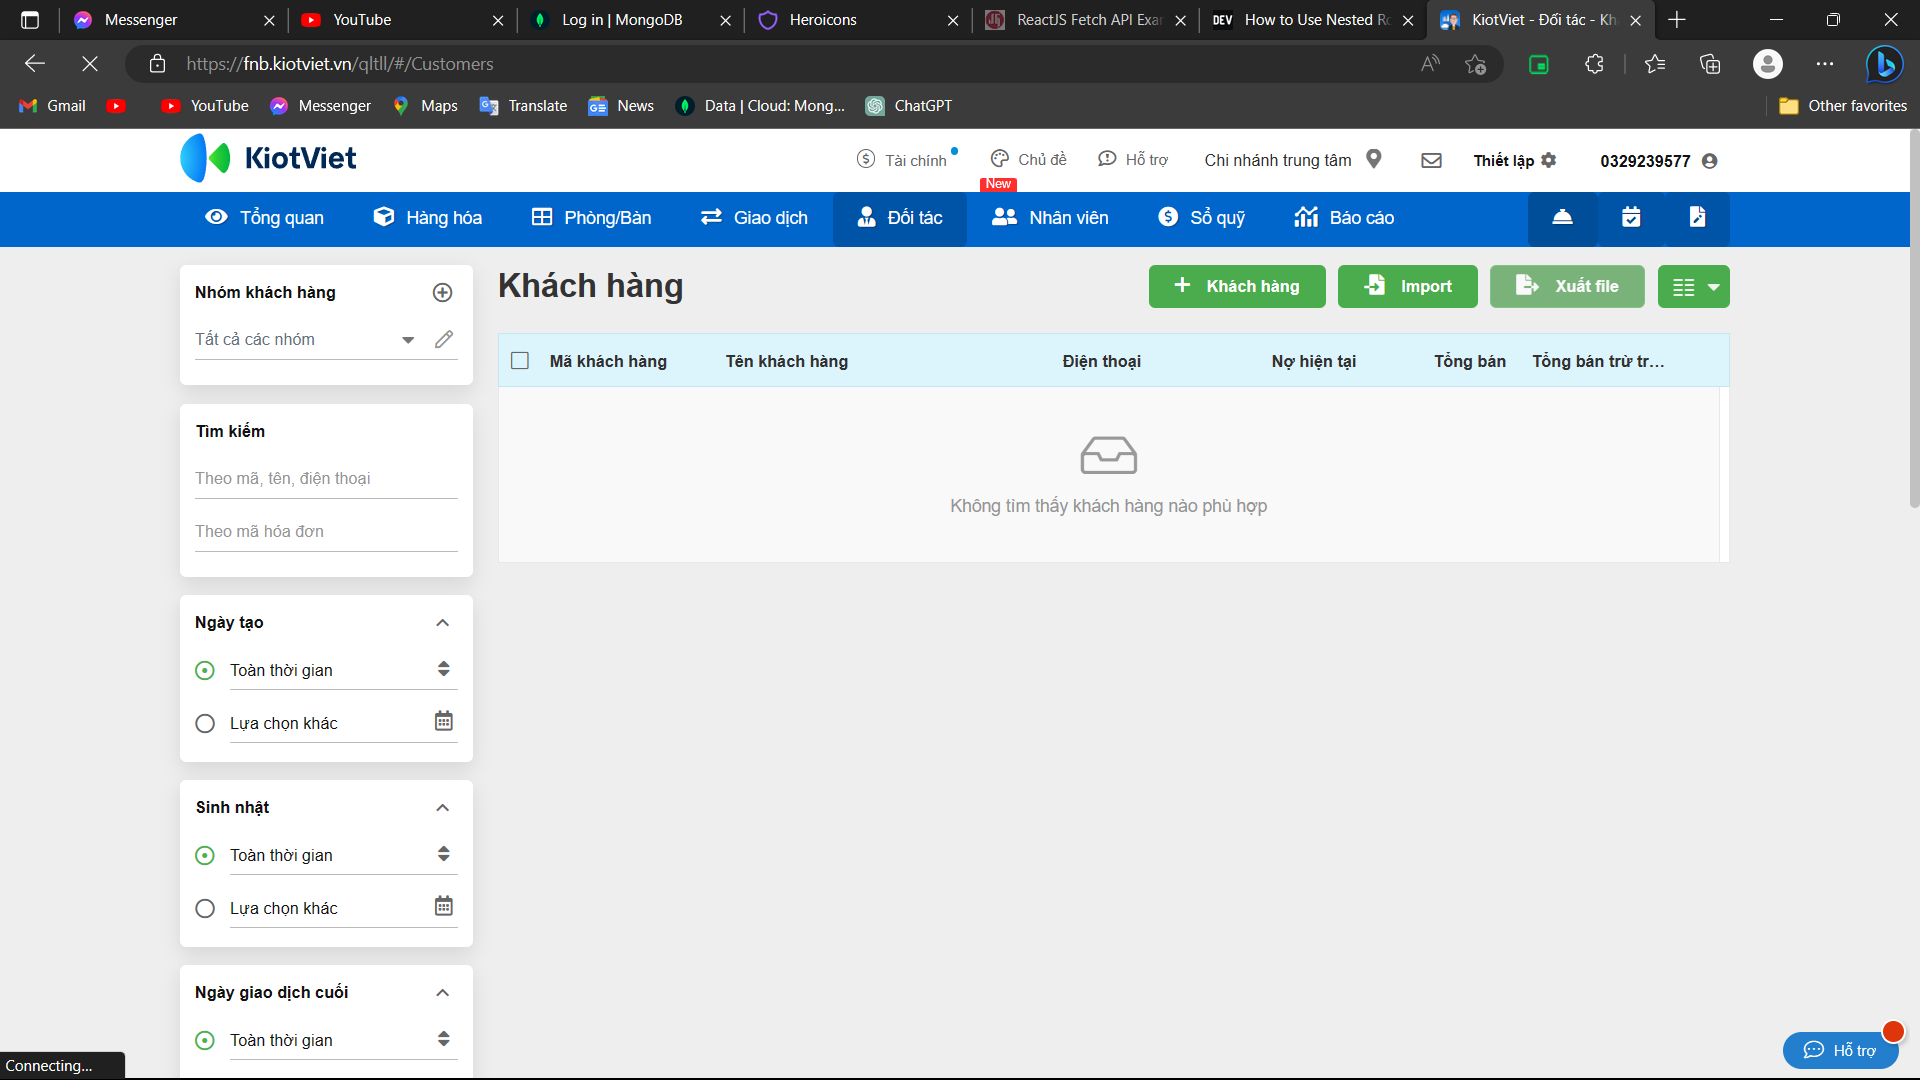 Messenger
YouTube
Log in | MongoDB
Heroicons
ReactJS Fetch API Exar
DEV How to Use Nested Ro
KiotViet - Đối tác - Kh
https://fnb.kiotviet.vn/qltll/#/Customers
Gmail
YouTube
Messenger
Maps
Translate
News
Data | Cloud: Mong...
ChatGPT
Other favorites
KiotViet
Tài chính
Chủ đề
New
Hỗ trợ
Chi nhánh trung tâm
Thiết lập
0329239577
Tổng quan
Hàng hóa
Phòng/Bàn
Giao dịch
Đối tác
Nhân viên
Sổ quỹ
Báo cáo
Nhóm khách hàng
Tất cả các nhóm
Tìm kiếm
Theo mã, tên, điện thoại
Theo mã hóa đơn
Ngày tạo
Toàn thời gian
Lựa chọn khác
Sinh nhật
Toàn thời gian
Lựa chọn khác
Ngày giao dịch cuối
Toàn thời gian
Khách hàng
Khách hàng
Import
Xuất file
Mã khách hàng
Tên khách hàng
Điện thoại
Nợ hiện tại
Tổng bán
Tổng bán trừ tr...
Không tìm thấy khách hàng nào phù hợp
Connecting...
Hỗ trợ